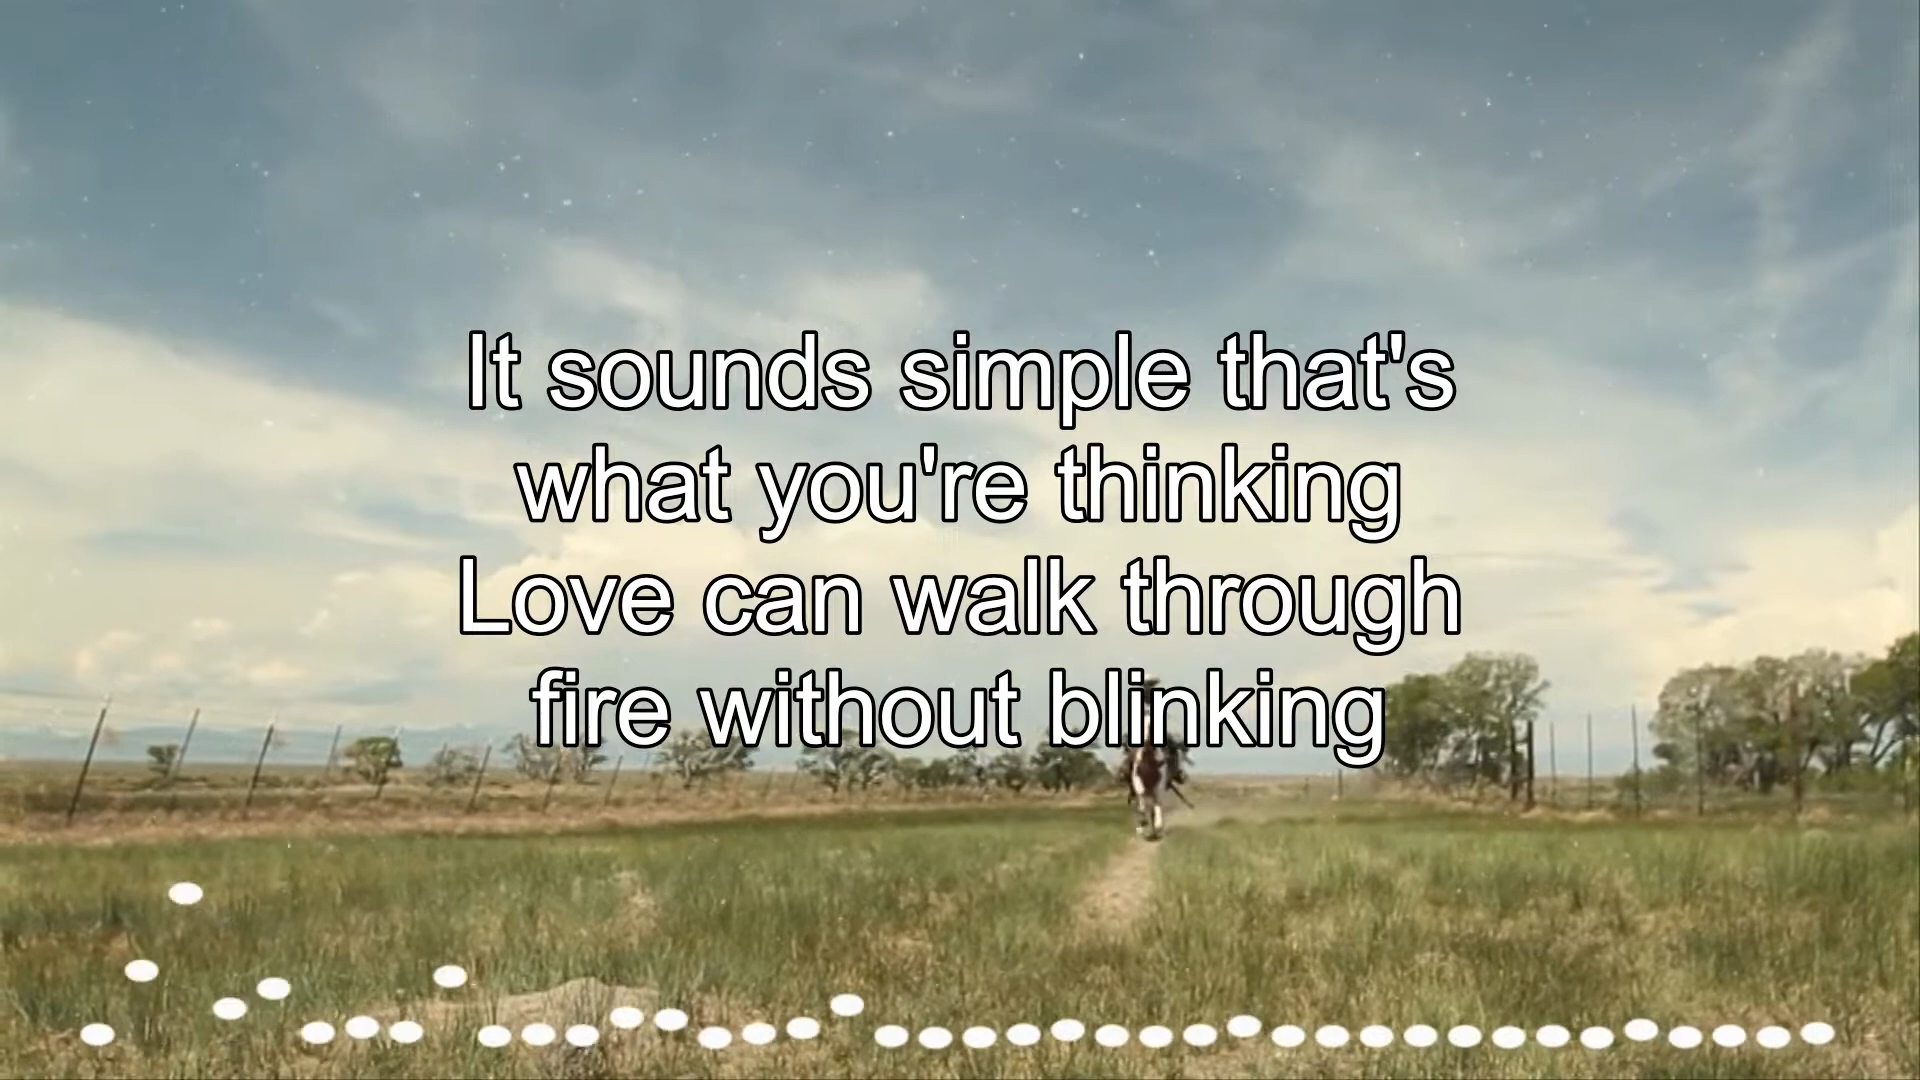 It sounds simple that's
what you're thinking
Love can walk through
fire without blinking